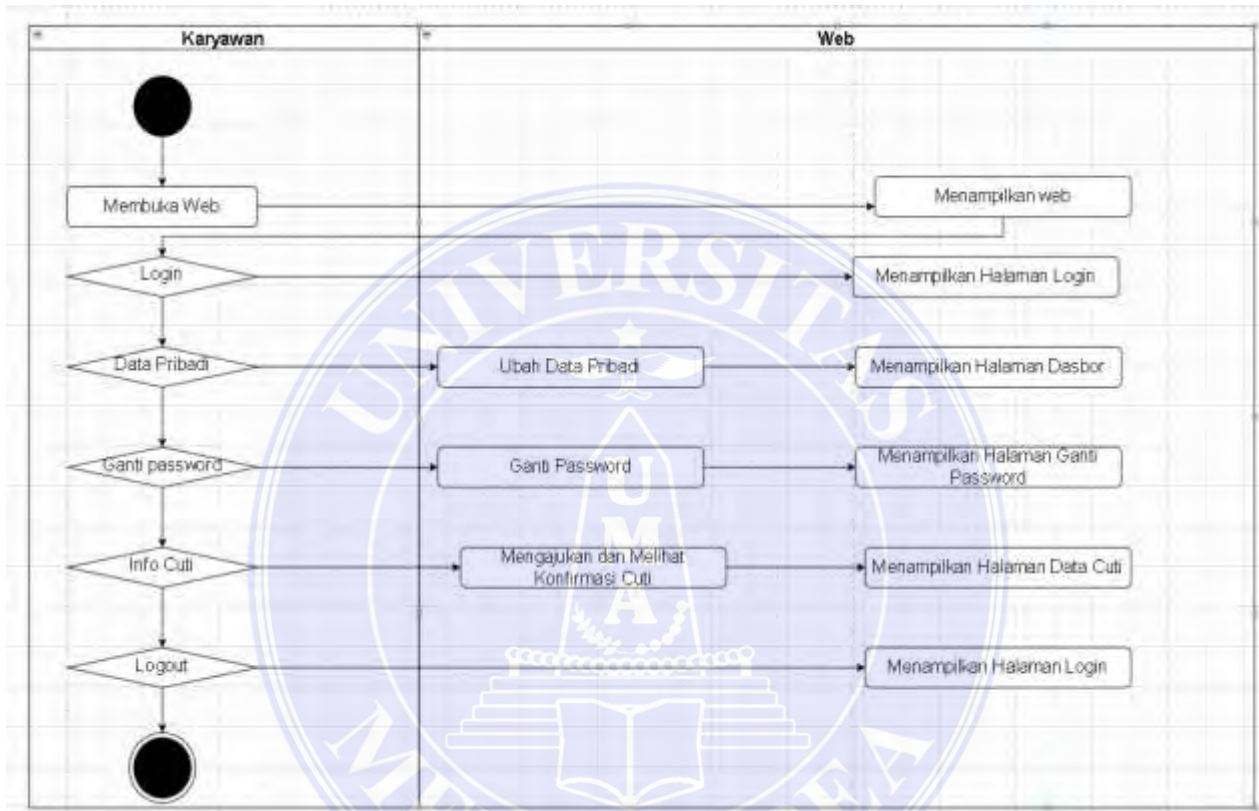 Karyawan
Web
Membuka Web
Menampilkan web
Login
Menampilkan Halaman Login
Data Pribadi
Ubah Data Pribadi
Menampilkan Halaman Dasbor
Ganti password
Ganti Password
Menampilkan Halaman Ganti
Password
Info Cuti
Mengajukan dan Melihat
Konfirmasi Cuti
Menampilkan Halaman Data Cuti
Logout
Menampilkan Halaman Login
UNIVERSITAS
UMA